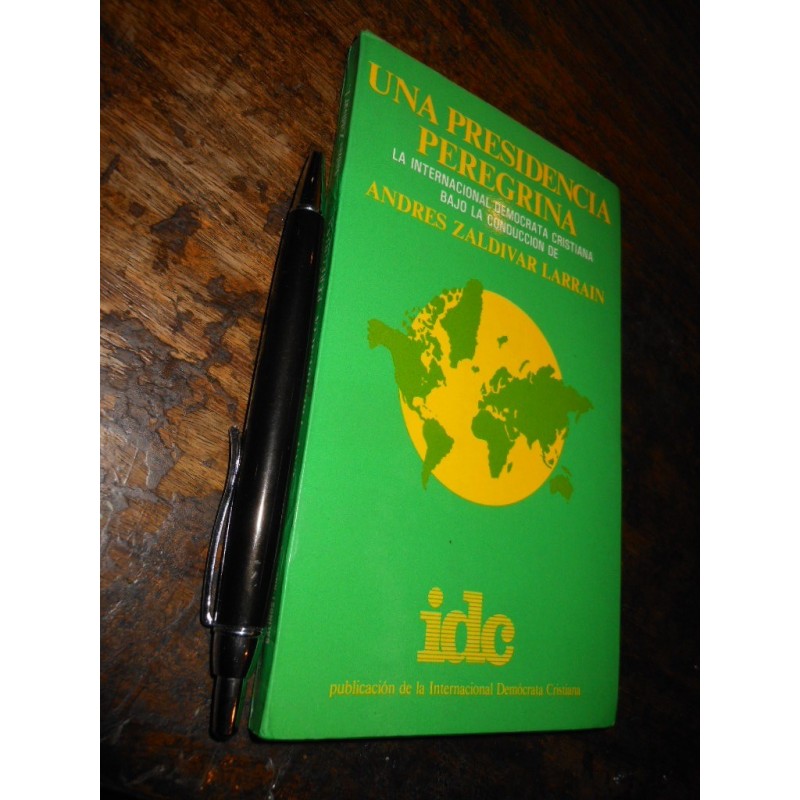 UNA PRESIDENCIA
PEREGRINA
LA INTERNACIONAL DEMOCRATA CRISTIANA
BAJO LA CONDUCCION DE
ANDRES ZALDIVAR LARRAIN
idc
publicación de la Internacional Demócrata Cristiana